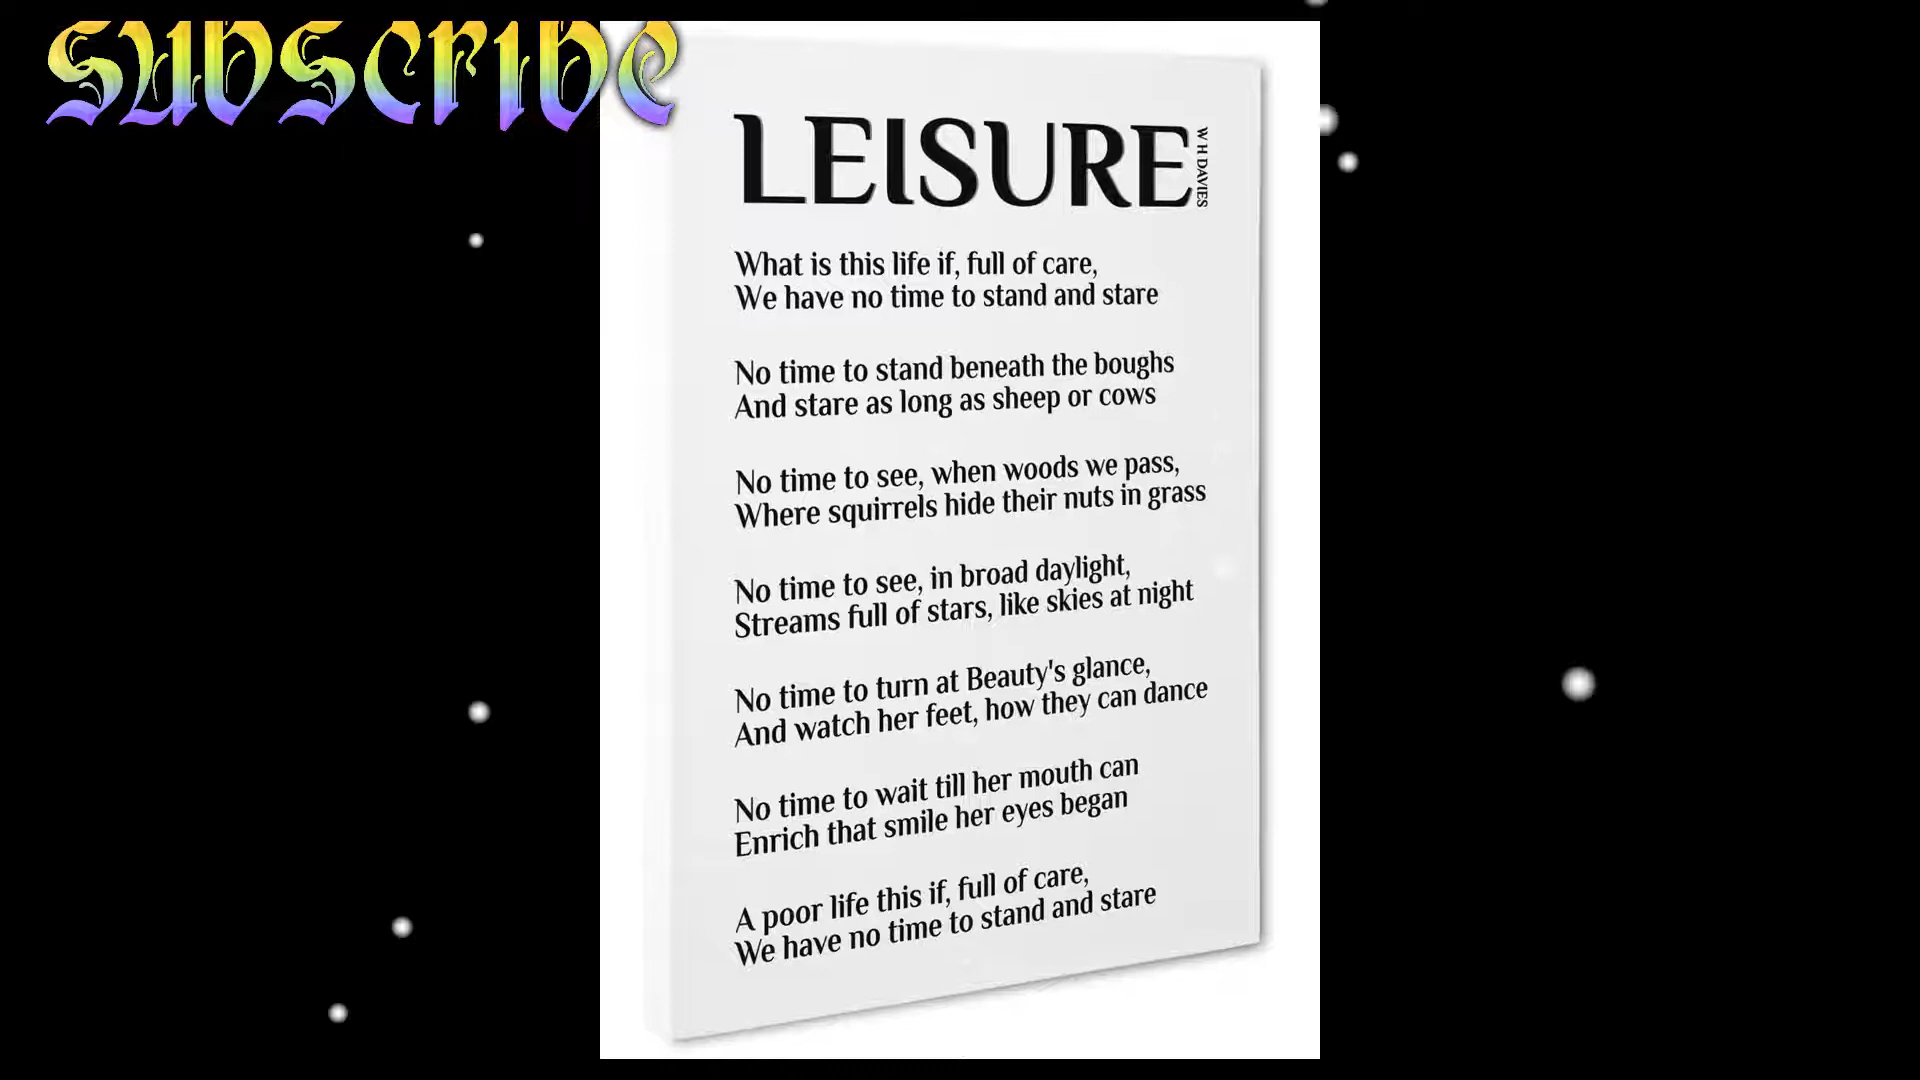 SUBSCRIBE
LEISURE
W H DAVIES
What is this life if, full of care,
We have no time to stand and stare
No time to stand beneath the boughs
And stare as long as sheep or cows
No time to see, when woods we pass,
Where squirrels hide their nuts in grass
No time to see, in broad daylight,
Streams full of stars, like skies at night
No time to turn at Beauty's glance,
And watch her feet, how they can dance
No time to wait till her mouth can
Enrich that smile her eyes began
A poor life this if, full of care,
We have no time to stand and stare